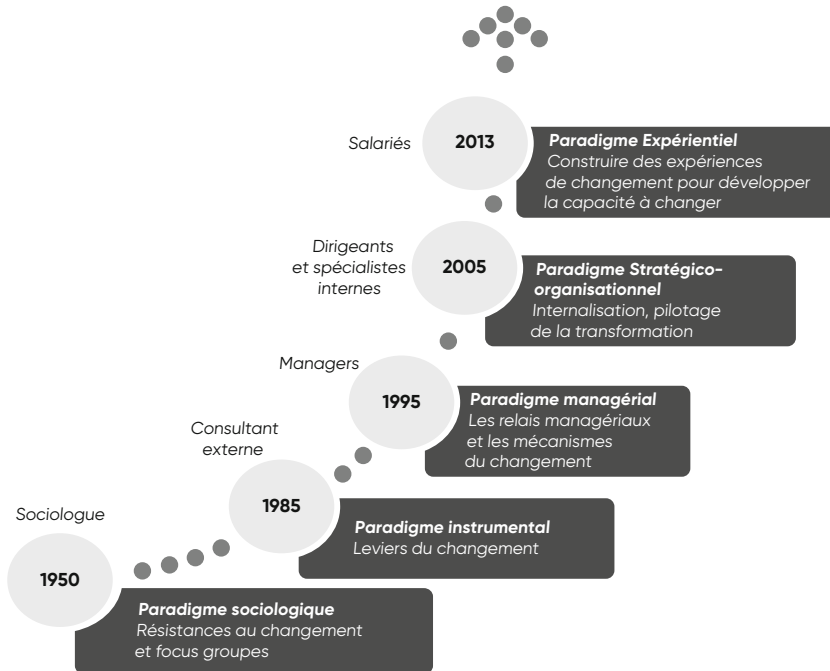 Salariés
2013
Paradigme Expérientiel
Construire des expériences
de changement pour développer
la capacité à changer
Dirigeants
et spécialistes
internes
2005
Paradigme Stratégico-
organisationnel
Internalisation, pilotage
de la transformation
Managers
1995
Paradigme managérial
Les relais managériaux
et les mécanismes
du changement
Consultant
externe
1985
Paradigme instrumental
Leviers du changement
Sociologue
1950
Paradigme sociologique
Résistances au changement
et focus groupes